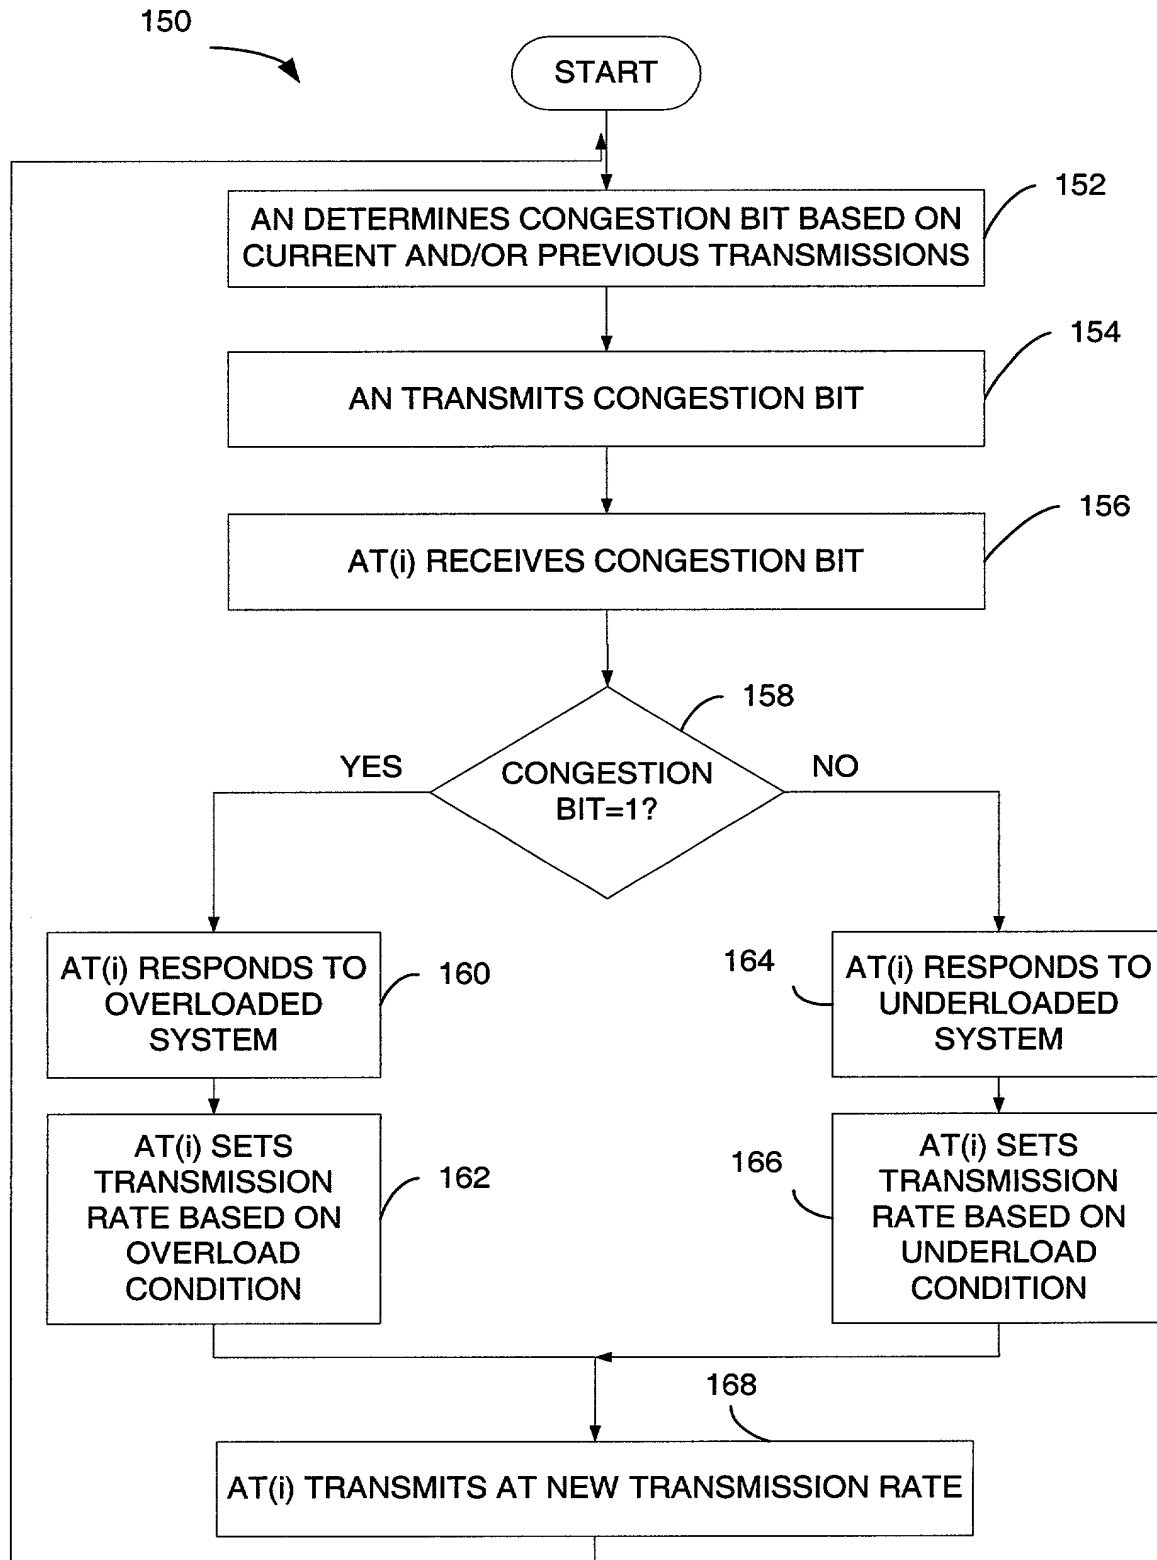 150
START
152
AN DETERMINES CONGESTION BIT BASED ON
CURRENT AND/OR PREVIOUS TRANSMISSIONS
154
AN TRANSMITS CONGESTION BIT
156
AT(i) RECEIVES CONGESTION BIT
158
YES
CONGESTION
BIT=1?
NO
AT(i) RESPONDS TO
OVERLOADED
SYSTEM
160
164
AT(i) RESPONDS TO
UNDERLOADED
SYSTEM
AT(i) SETS
TRANSMISSION
RATE BASED ON
OVERLOAD
CONDITION
162
166
AT(i) SETS
TRANSMISSION
RATE BASED ON
UNDERLOAD
CONDITION
168
AT(i) TRANSMITS AT NEW TRANSMISSION RATE